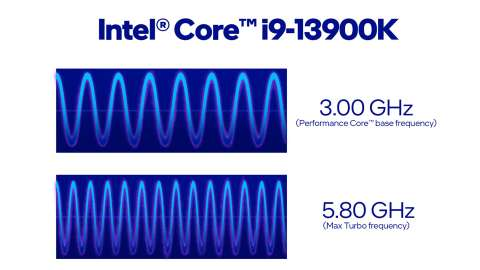 Intel® Core™ i9-13900K
3.00 GHz
(Performance Core™ base frequency)
5.80 GHz
(Max Turbo frequency)